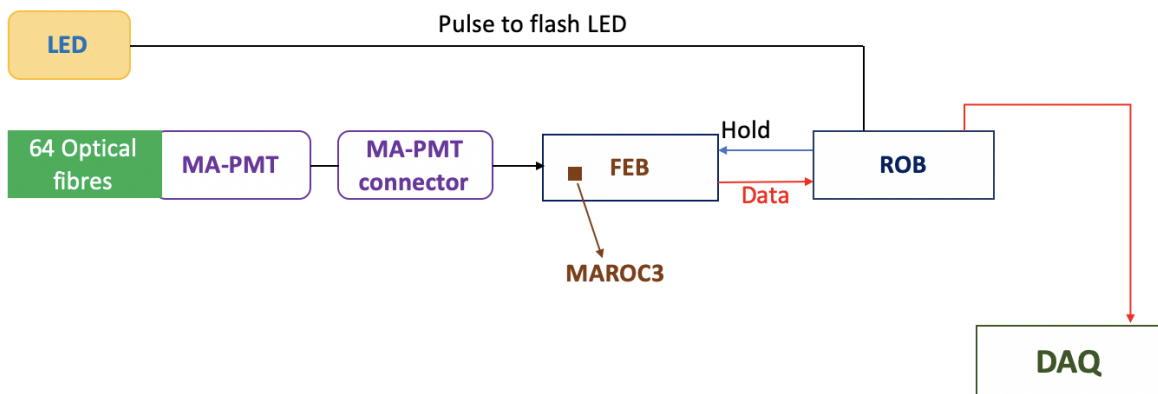 Pulse to flash LED
LED
64 Optical
fibres
MA-PMT
MA-PMT
connector
FEB
Hold
Data
ROB
MAROC3
DAQ